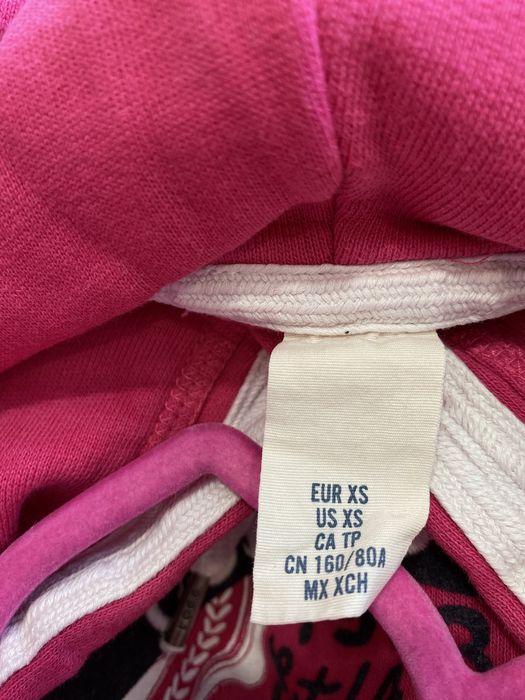 EUR XS
US XS
CA TP
CN 160/80A
MX XCH